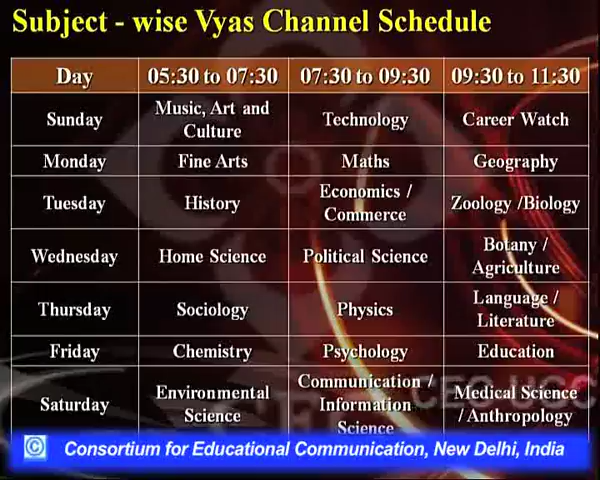 Subject - wise Vyas Channel Schedule
Day 05:30 to 07:30 07:30 to 09:30 09:30 to 11:30
Sunday Music, Art and Culture Technology Career Watch
Monday Fine Arts Maths Geography
Tuesday History Economics / Commerce Zoology /Biology
Wednesday Home Science Political Science Botany / Agriculture
Thursday Sociology Physics Language / Literature
Friday Chemistry Psychology Education
Saturday Environmental Science Communication / Information Science Medical Science / Anthropology
© Consortium for Educational Communication, New Delhi, India